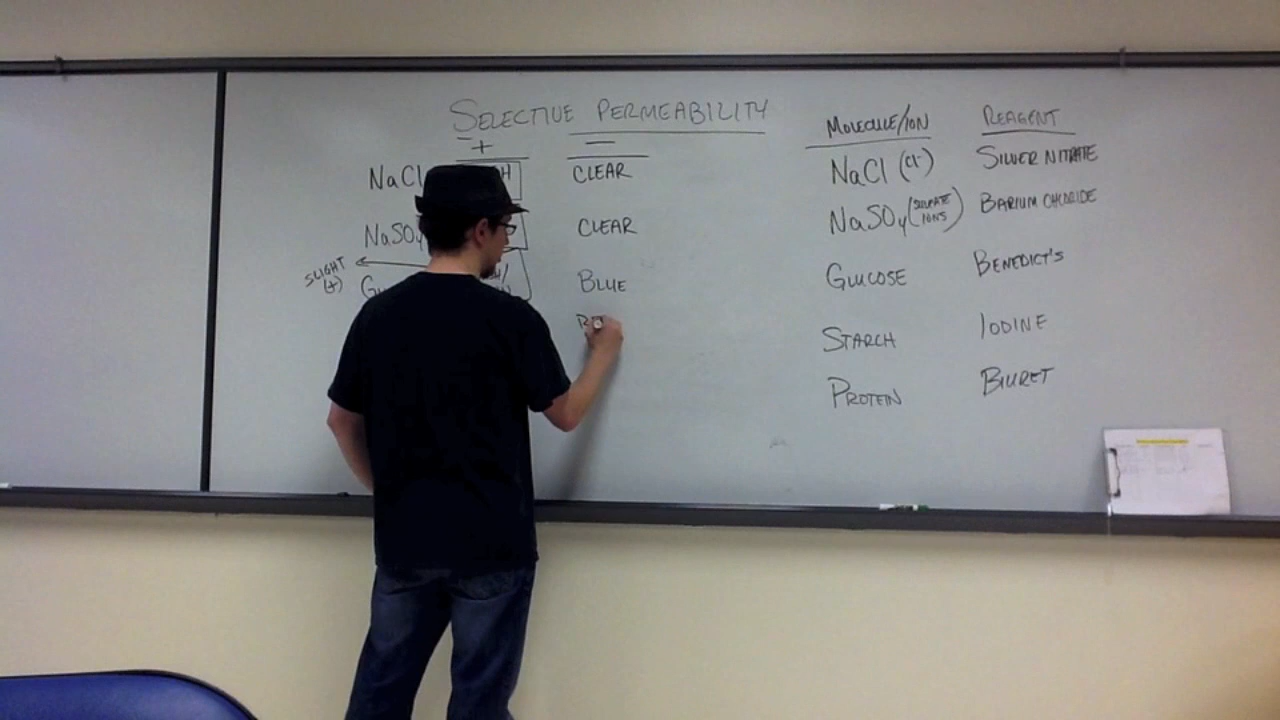 SELECTIVE PERMEABILITY
+ −
NaCl CLEAR
NaSO4 CLEAR
SLIGHT
(+)
BLUE
MOLECULE/ION REAGENT
NaCl (Cl-) SILVER NITRATE
NaSO4 (SULFATE IONS) BARIUM CHLORIDE
GLUCOSE BENEDICT'S
STARCH IODINE
PROTEIN BIURET